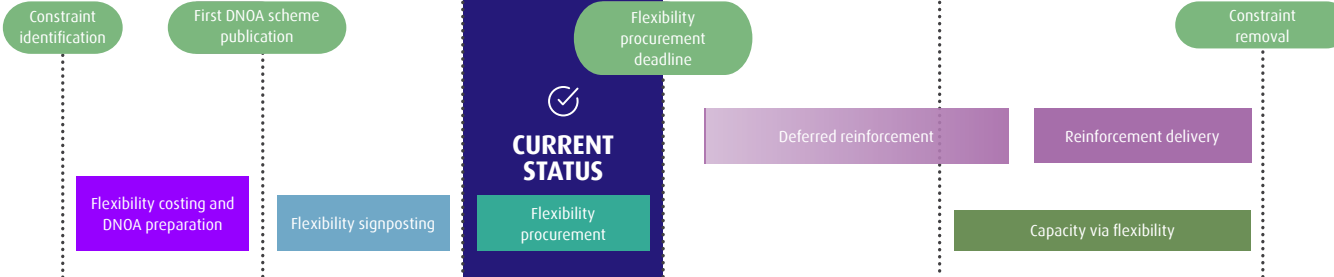 Constraint
identification
First DNOA scheme
publication
Flexibility
procurement
deadline
Constraint
removal
CURRENT
STATUS
Deferred reinforcement
Reinforcement delivery
Flexibility costing and
DNOA preparation
Flexibility signposting
Flexibility
procurement
Capacity via flexibility